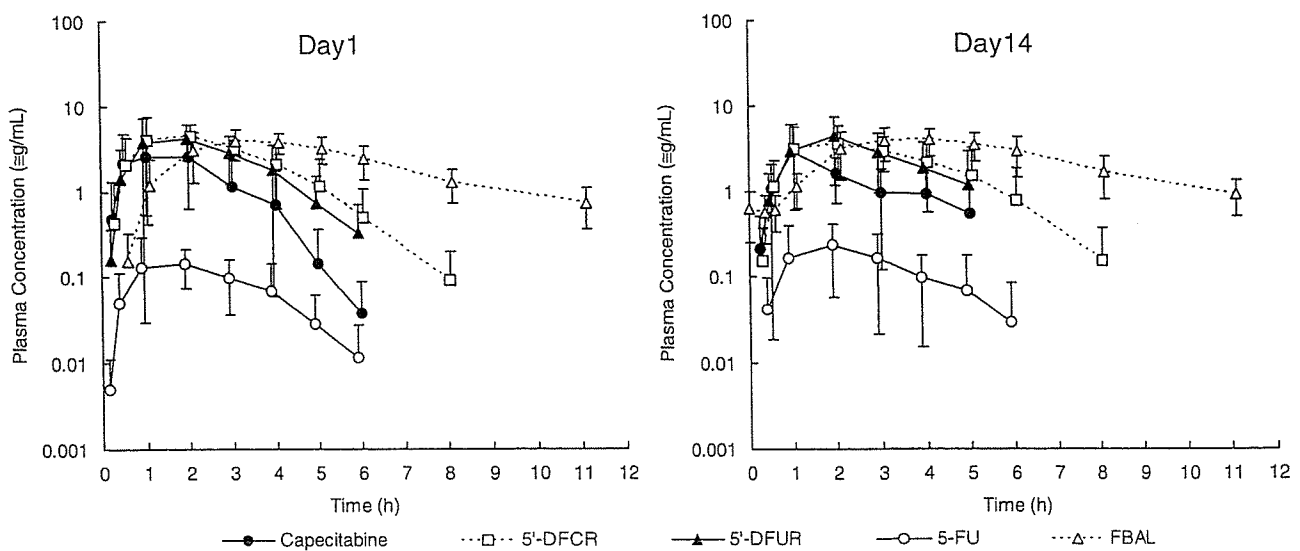 Day1
Plasma Concentration (≅g/mL)
100
10
1
0.1
0.01
0.001
0 1 2 3 4 5 6 7 8 9 10 11 12
Time (h)
Day14
Plasma Concentration (≅g/mL)
100
10
1
0.1
0.01
0.001
0 1 2 3 4 5 6 7 8 9 10 11 12
Time (h)
Capecitabine 5'-DFCR 5'-DFUR 5-FU FBAL